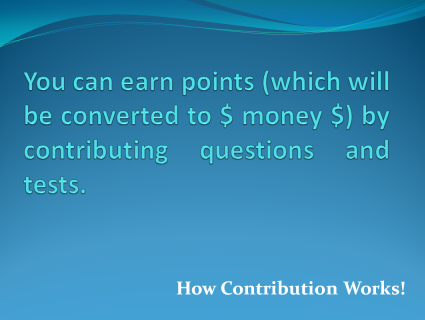 You can earn points (which will
be converted to $ money $) by
contributing questions and
tests.
How Contribution Works!